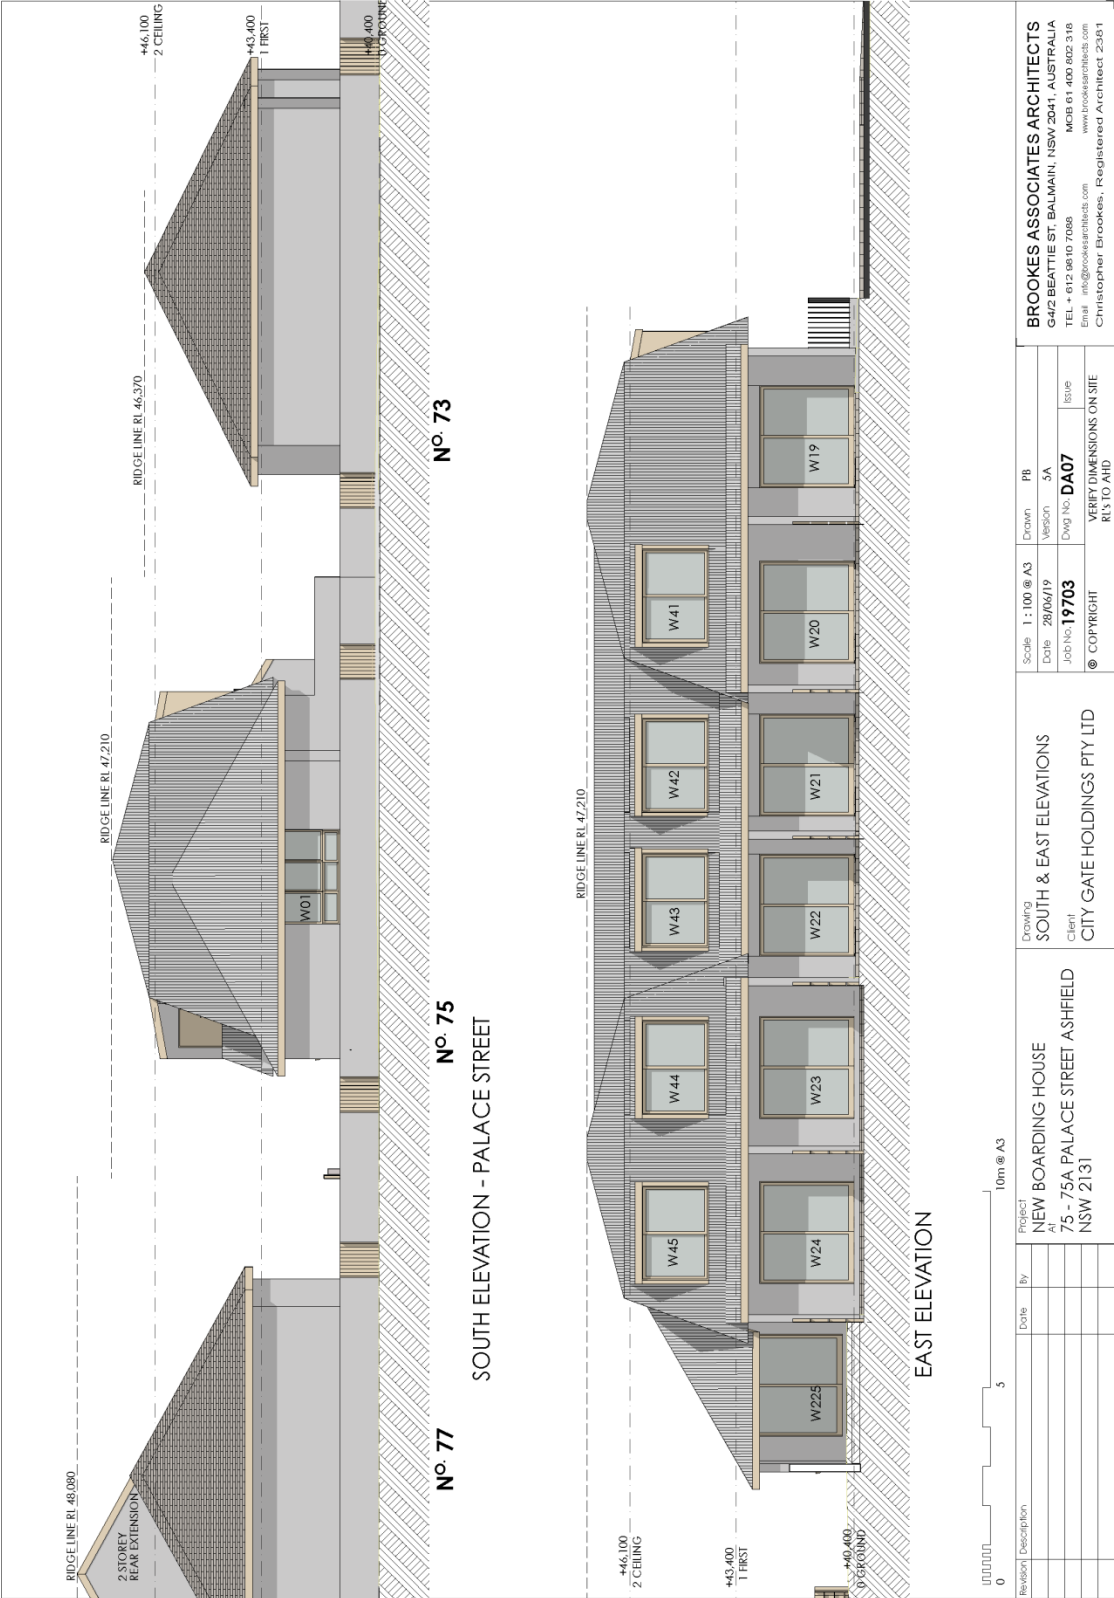 RIDGE LINE RL 48,080
2 STOREY
REAR EXTENSION
RIDGE LINE RL 47,210
RIDGE LINE RL 46,370
+46,100
2 CEILING
+43,400
1 FIRST
+40,400
0 GROUND
W01
Nº. 77
Nº. 75
Nº. 73
SOUTH ELEVATION - PALACE STREET
RIDGE LINE RL 47,210
+46,100
2 CEILING
+43,400
1 FIRST
+40,400
0 GROUND
W45
W44
W43
W42
W41
W225
W24
W23
W22
W21
W20
W19
EAST ELEVATION
0
5
10m @ A3
Revision
Description
Date
By
Project
NEW BOARDING HOUSE
At
75 - 75A PALACE STREET ASHFIELD
NSW 2131
Drawing
SOUTH & EAST ELEVATIONS
Client
CITY GATE HOLDINGS PTY LTD
Scale 1 : 100 @ A3
Drawn PB
Date 28/06/19
Version 5A
Job No. 19703
Dwg No. DA07
Issue
© COPYRIGHT
VERIFY DIMENSIONS ON SITE
RL's TO AHD
BROOKES ASSOCIATES ARCHITECTS
G4/2 BEATTIE ST, BALMAIN, NSW 2041, AUSTRALIA
TEL + 612 9810 7088 MOB 61 400 802 318
Email info@brookesarchitects.com www.brookesarchitects.com
Christopher Brookes, Registered Architect 2381